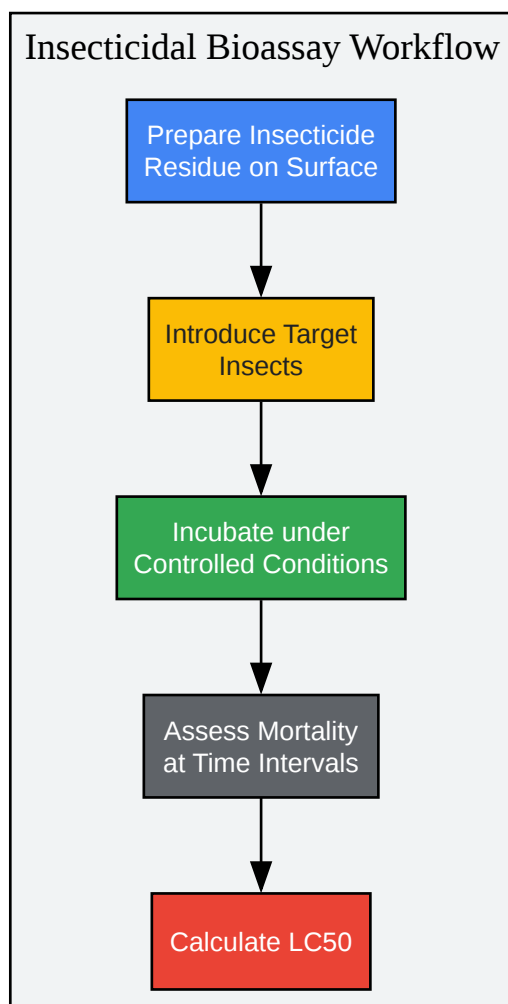 Insecticidal Bioassay Workflow
Prepare Insecticide
Residue on Surface
Introduce Target
Insects
Incubate under
Controlled Conditions
Assess Mortality
at Time Intervals
Calculate LC50